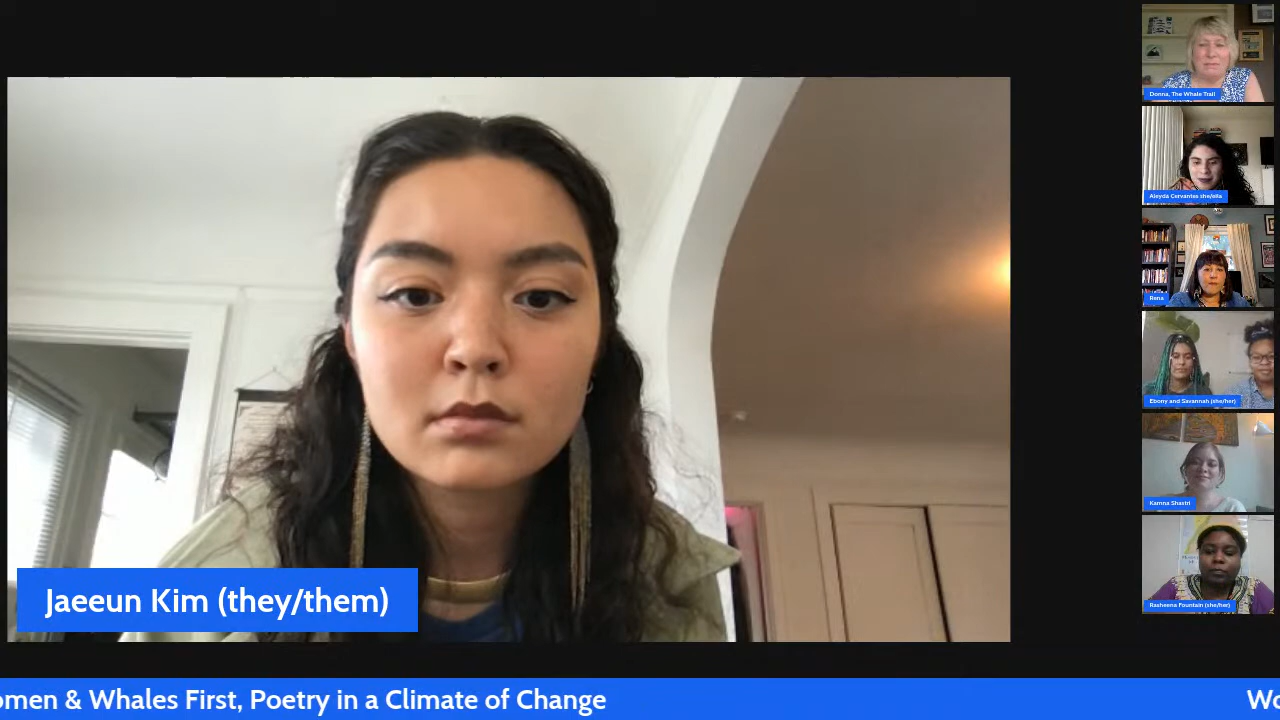 Donna, The Whale Trail
Aleyda Cervantes she/ella
Rena
Ebony and Savannah (she/her)
Kamna Shastri
Rasheena Fountain (she/her)
Jaeeun Kim (they/them)
omen & Whales First, Poetry in a Climate of Change
Wo